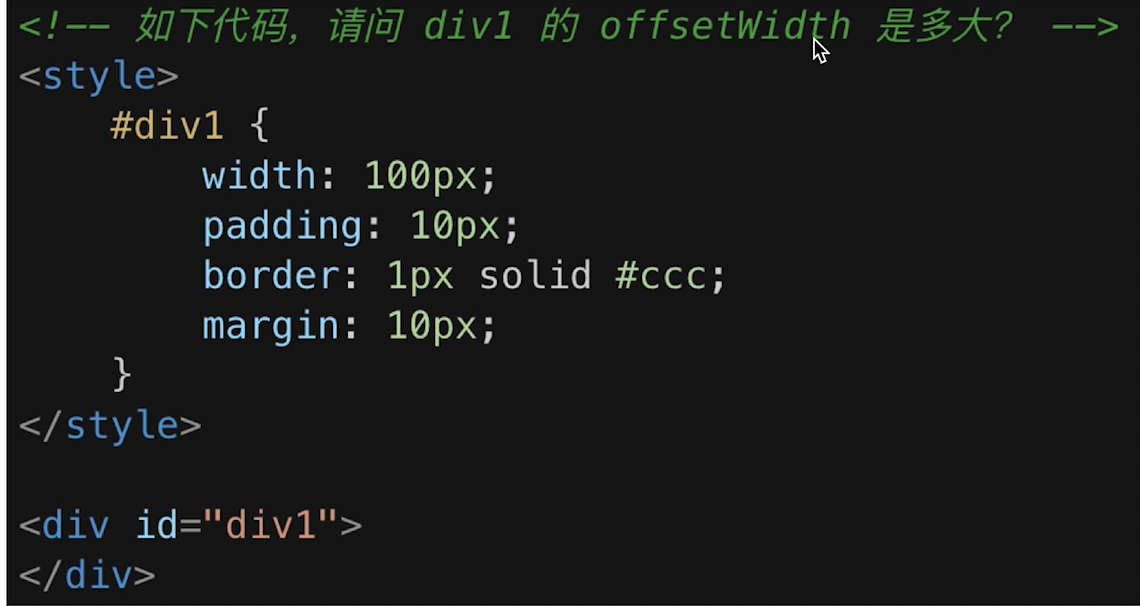 <!-- 如下代码，请问 div1 的 offsetWidth 是多大？ -->
<style>
    #div1 {
        width: 100px;
        padding: 10px;
        border: 1px solid #ccc;
        margin: 10px;
    }
</style>

<div id="div1">
</div>